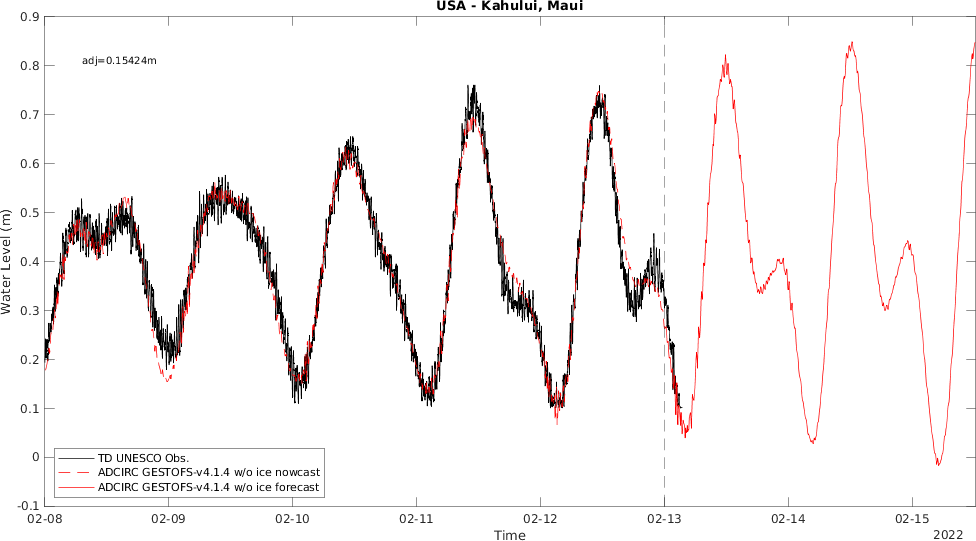 USA - Kahului, Maui
0.9
0.8
0.7
0.6
0.5
0.4
0.3
0.2
0.1
0
-0.1
Water Level (m)
adj=0.15424m
TD UNESCO Obs.
ADCIRC GESTOFS-v4.1.4 w/o ice nowcast
ADCIRC GESTOFS-v4.1.4 w/o ice forecast
02-08 02-09 02-10 02-11 02-12 02-13 02-14 02-15
Time
2022